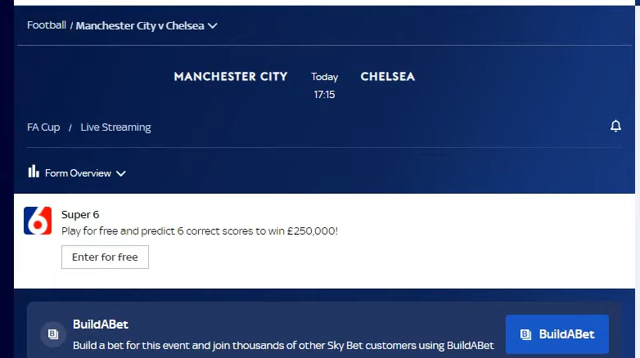 Football / Manchester City v Chelsea
MANCHESTER CITY Today CHELSEA
17:15
FA Cup / Live Streaming
Form Overview
6 Super 6
Play for free and predict 6 correct scores to win £250,000!
Enter for free
BuildABet
Build a bet for this event and join thousands of other Sky Bet customers using BuildABet
B BuildABet